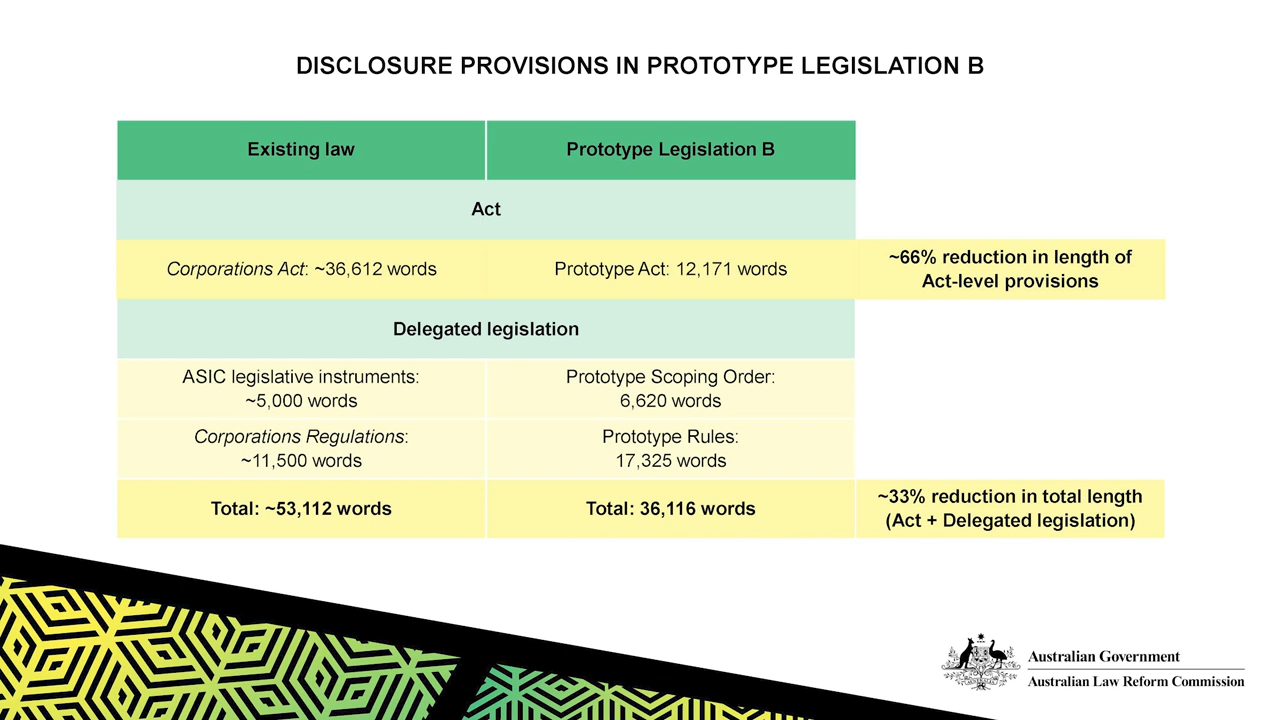 DISCLOSURE PROVISIONS IN PROTOTYPE LEGISLATION B
Existing law
Prototype Legislation B
Act
Corporations Act: ~36,612 words
Prototype Act: 12,171 words
~66% reduction in length of
Act-level provisions
Delegated legislation
ASIC legislative instruments:
~5,000 words
Prototype Scoping Order:
6,620 words
Corporations Regulations:
~11,500 words
Prototype Rules:
17,325 words
Total: ~53,112 words
Total: 36,116 words
~33% reduction in total length
(Act + Delegated legislation)
Australian Government
Australian Law Reform Commission